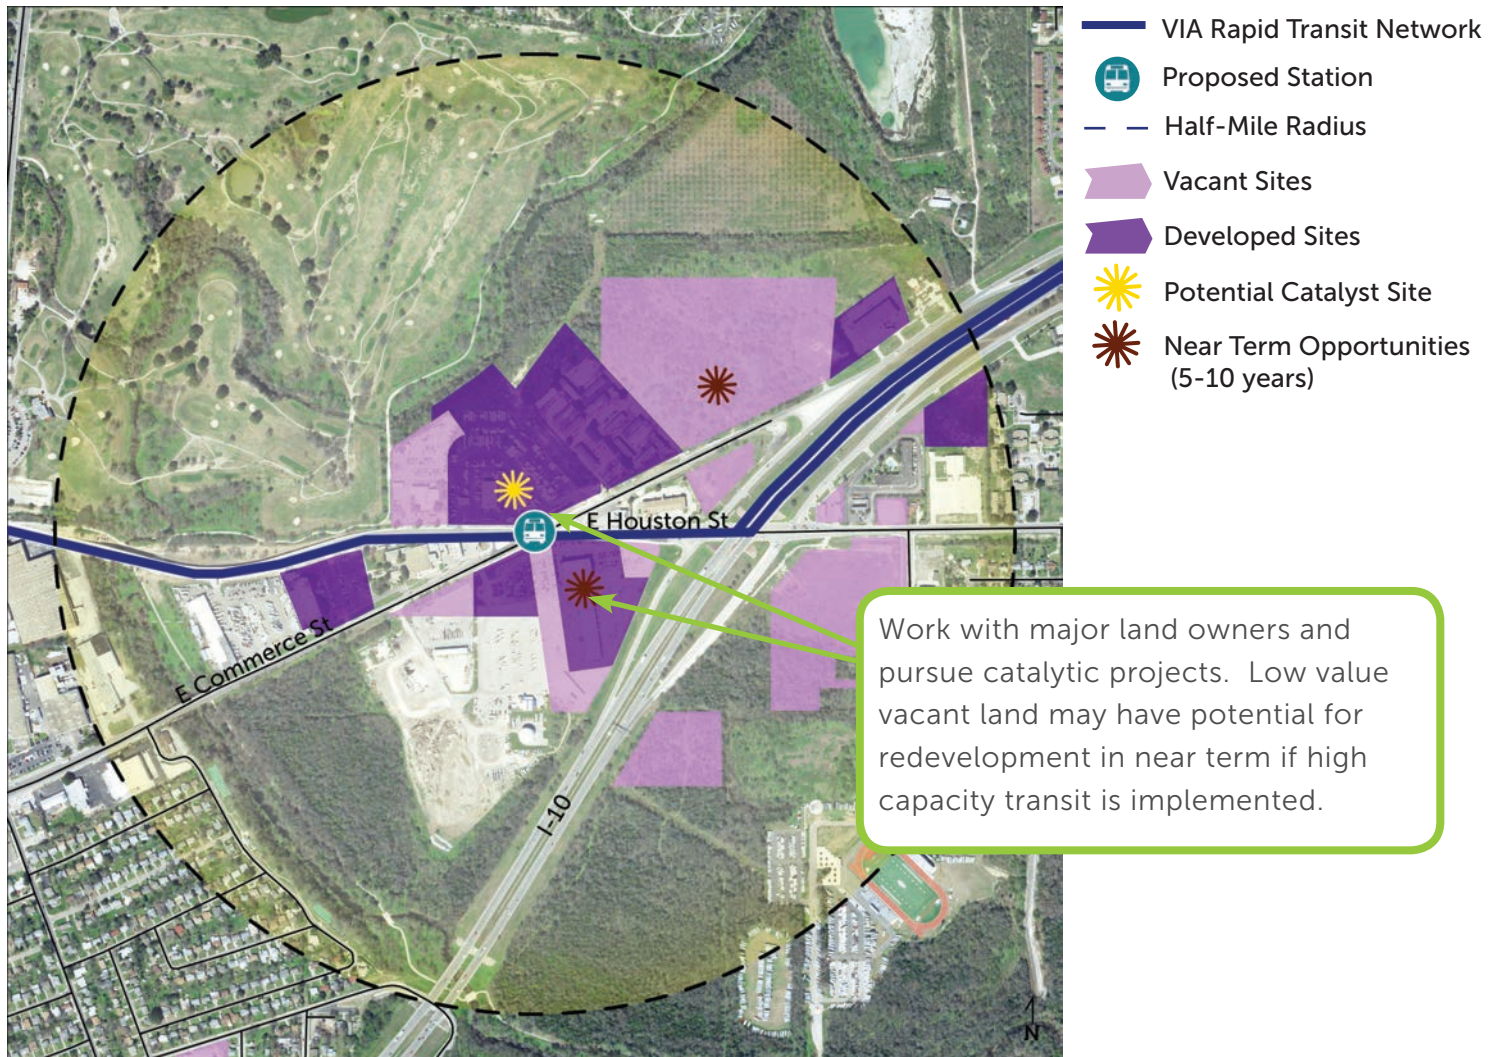 VIA Rapid Transit Network
Proposed Station
Half-Mile Radius
Vacant Sites
Developed Sites
Potential Catalyst Site
Near Term Opportunities
(5-10 years)
E Houston St
E Commerce St
I-10
Work with major land owners and
pursue catalytic projects.  Low value
vacant land may have potential for
redevelopment in near term if high
capacity transit is implemented.
N